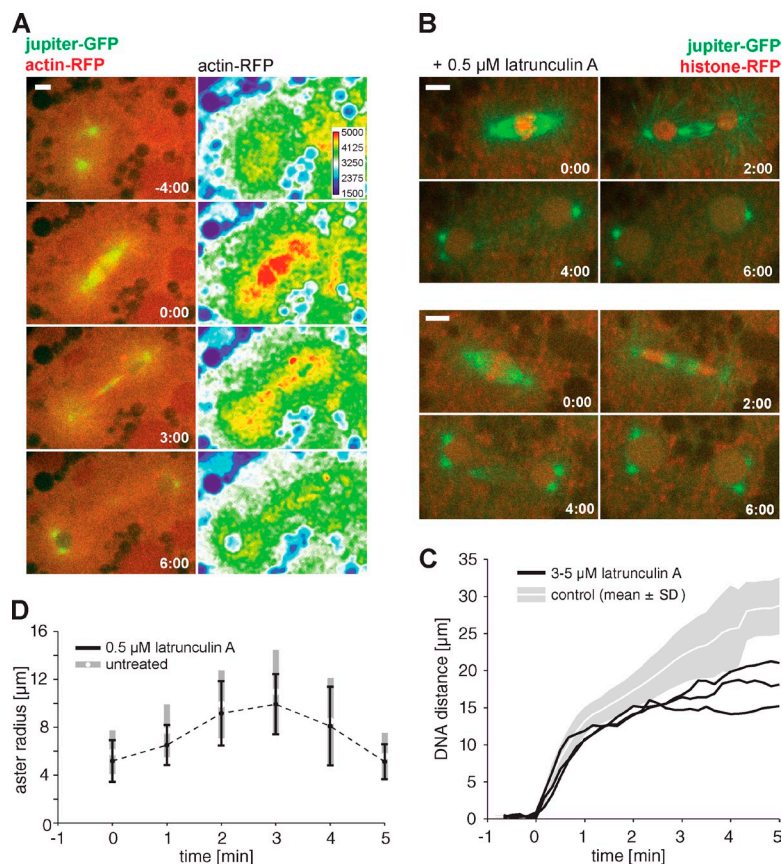 A
jupiter-GFP
actin-RFP
actin-RFP
-4:00
5000
4125
3250
2375
1500
0:00
3:00
6:00
B
jupiter-GFP
+ 0.5 µM latrunculin A
histone-RFP
0:00
2:00
4:00
6:00
0:00
2:00
4:00
6:00
C
3-5 µM latrunculin A
control (mean ± SD )
DNA distance [µm]
35
30
25
20
15
10
5
0
-1 0 1 2 3 4 5
time [min]
D
0.5 µM latrunculin A
untreated
aster radius [µm]
16
12
8
4
0
-1 0 1 2 3 4 5
time [min]